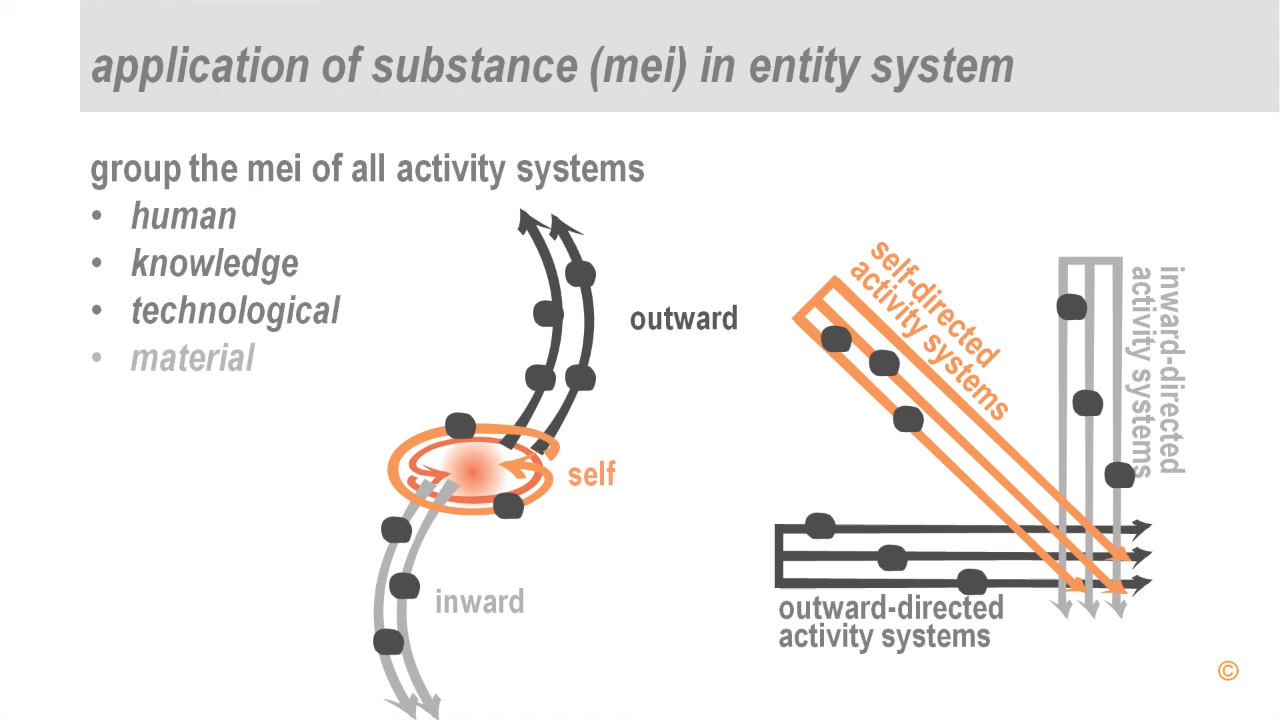 application of substance (mei) in entity system
group the mei of all activity systems
• human
• knowledge
• technological
• material
outward
self
inward
self-directed
activity systems
inward-directed
activity systems
outward-directed
activity systems
©